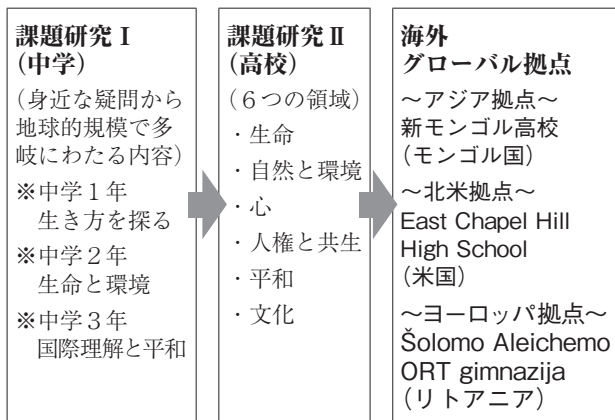 課題研究Ⅰ
(中学)
(身近な疑問から
地球的規模で多
岐にわたる内容)
※中学1年
生き方を探る
※中学2年
生命と環境
※中学3年
国際理解と平和
課題研究Ⅱ
(高校)
(6つの領域)
・生命
・自然と環境
・心
・人権と共生
・平和
・文化
海外
グローバル拠点
~アジア拠点~
新モンゴル高校
(モンゴル国)
~北米拠点~
East Chapel Hill
High School
(米国)
~ヨーロッパ拠点~
Šolomo Aleichemo
ORT gimnazija
(リトアニア)